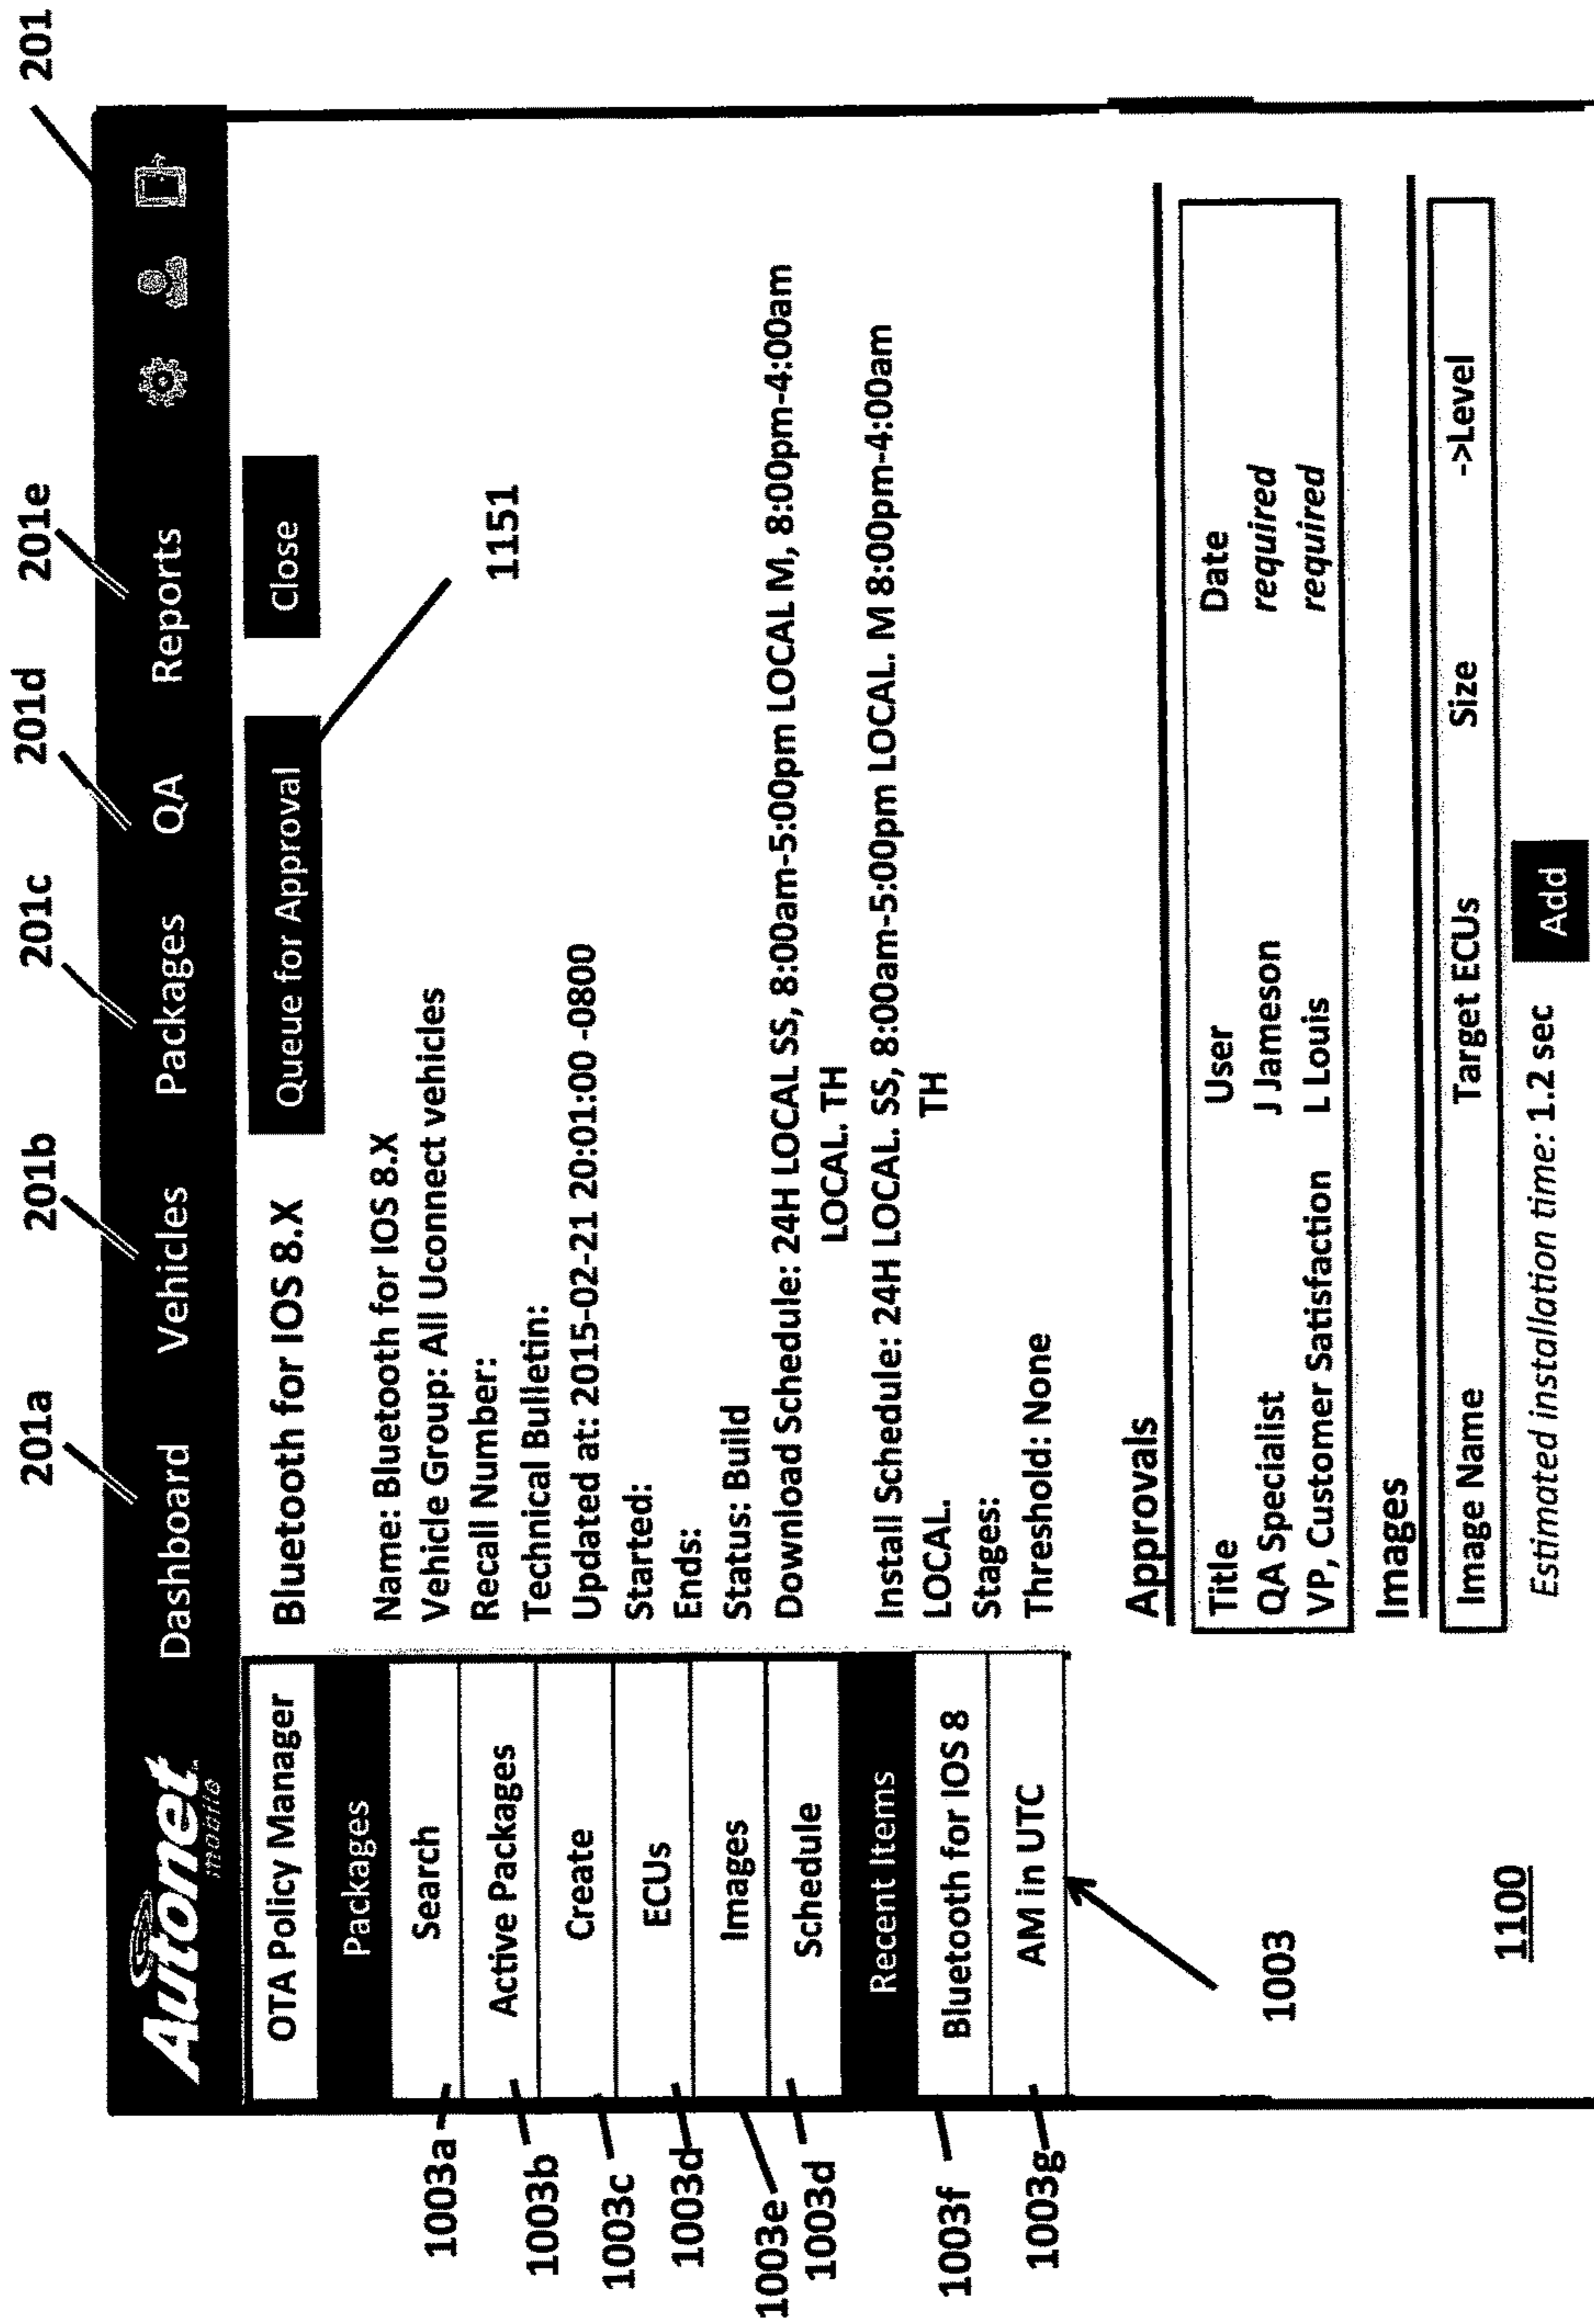 201
201a
201b
201c
201d
201e
Autonet
mobile
Dashboard
Vehicles
Packages
QA
Reports
OTA Policy Manager
Packages
1003a
Search
1003b
Active Packages
1003c
Create
1003d
ECUs
1003e
Images
1003d
Schedule
Recent Items
1003f
Bluetooth for IOS 8
1003g
AM in UTC
1003
1100
Bluetooth for IOS 8.X
Queue for Approval
Close
1151
Name: Bluetooth for IOS 8.X
Vehicle Group: All Uconnect vehicles
Recall Number:
Technical Bulletin:
Updated at: 2015-02-21 20:01:00 -0800
Started:
Ends:
Status: Build
Download Schedule: 24H LOCAL SS, 8:00am-5:00pm LOCAL M, 8:00pm-4:00am
LOCAL. TH
Install Schedule: 24H LOCAL. SS, 8:00am-5:00pm LOCAL. M 8:00pm-4:00am
LOCAL. TH
Stages:
Threshold: None
Approvals
Title User Date
QA Specialist J Jameson required
VP, Customer Satisfaction L Louis required
Images
Image Name Target ECUs Size ->Level
Estimated installation time: 1.2 sec Add